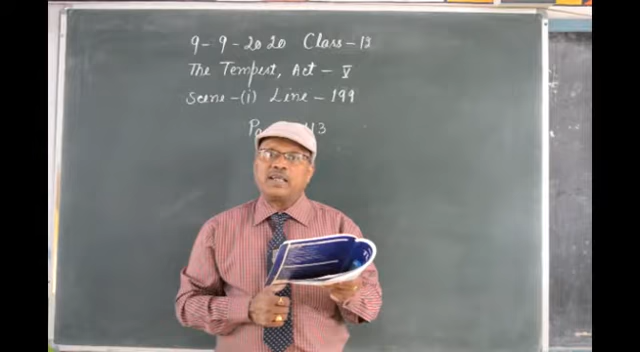 9-9-2020 Class-12
The Tempest, Act-V
Scene-(i) Line-199